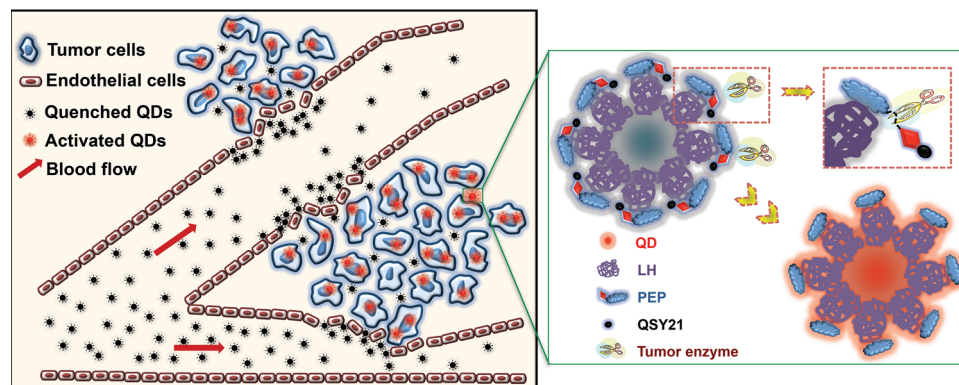 Tumor cells
Endothelial cells
Quenched QDs
Activated QDs
Blood flow
QD
LH
PEP
QSY21
Tumor enzyme